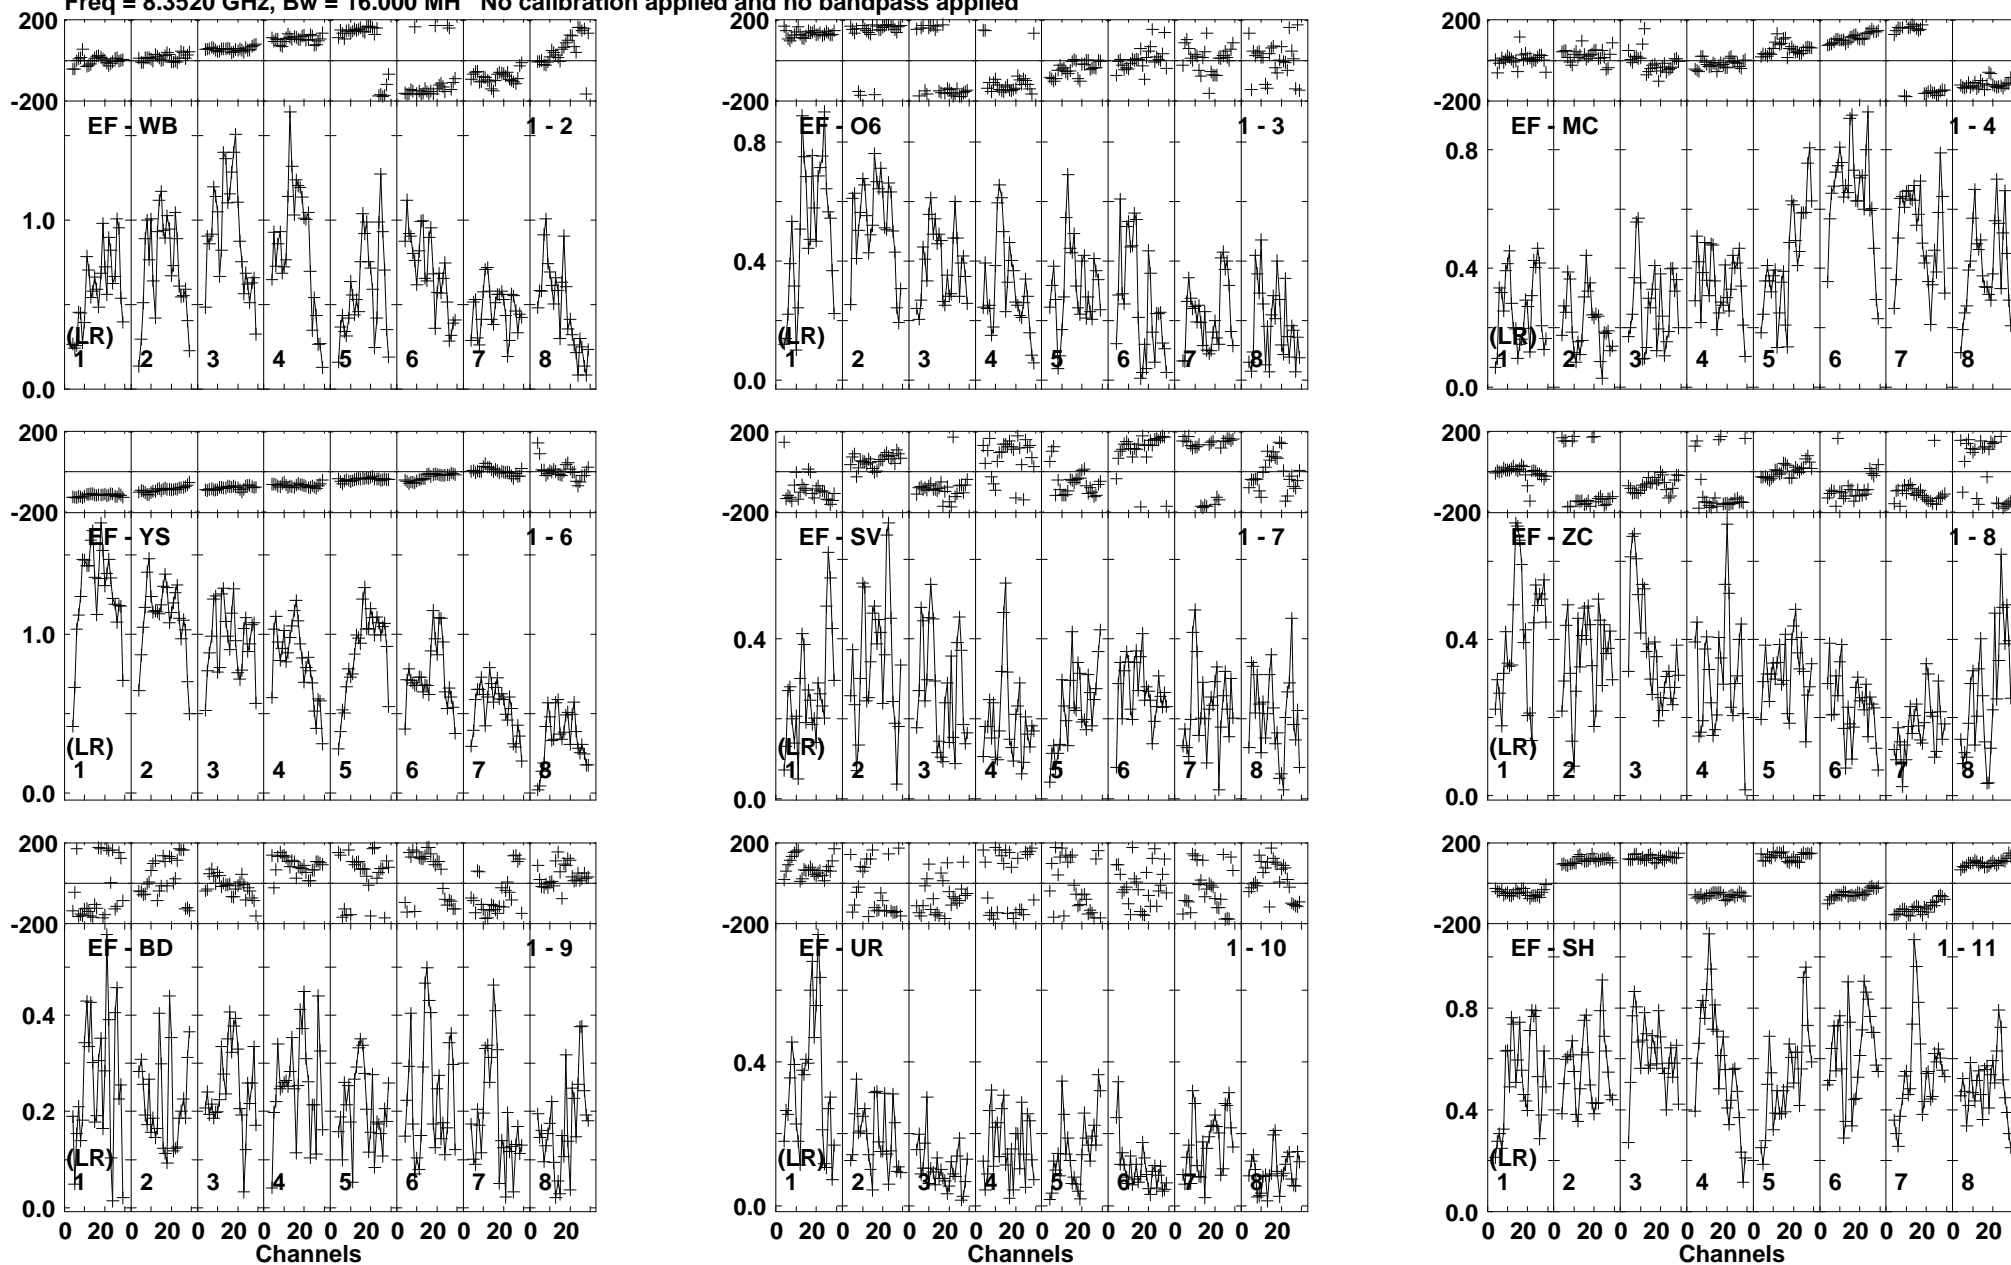 Freq = 8.3520 GHz, Bw = 16.000 MH No calibration applied and no bandpass applied
200 200 200
-200 -200 -200
EF - WB 1 - 2 EF - O6 1 - 3 EF - MC 1 - 4
0.8 0.8
1.0
0.4 0.4
(LR) (LR) (LR)
1 2 3 4 5 6 7 8 1 2 3 4 5 6 7 8 1 2 3 4 5 6 7 8
0.0 0.0 0.0
200 200 200
-200 -200 -200
EF - YS 1 - 6 EF - SV 1 - 7 EF - ZC 1 - 8
1.0 0.4 0.4
(LR) (LR) (LR)
1 2 3 4 5 6 7 8 1 2 3 4 5 6 7 8 1 2 3 4 5 6 7 8
0.0 0.0 0.0
200 200 200
-200 -200 -200
EF - BD 1 - 9 EF - UR 1 - 10 EF - SH 1 - 11
0.4 0.8
0.4
0.2 0.4
(LR) (LR) (LR)
1 2 3 4 5 6 7 8 1 2 3 4 5 6 7 8 1 2 3 4 5 6 7 8
0.0 0.0 0.0
0 20 0 20 0 20 0 20 0 20 0 20 0 20 0 20 0 20 0 20 0 20 0 20 0 20 0 20 0 20 0 20 0 20 0 20 0 20 0 20 0 20 0 20 0 20 0 20
Channels Channels Channels